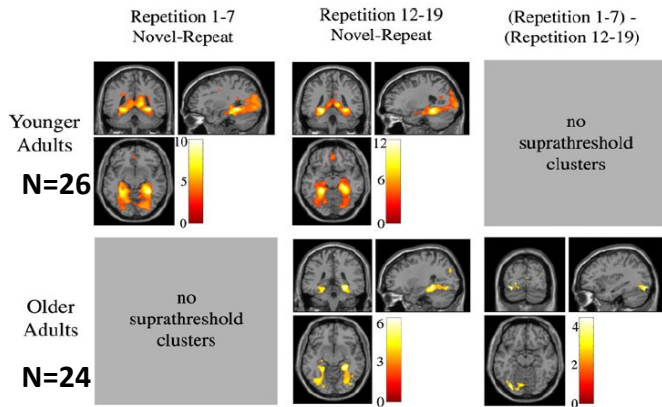 Repetition 1-7
Novel-Repeat
Repetition 12-19
Novel-Repeat
(Repetition 1-7) -
(Repetition 12-19)
Younger
Adults
N=26
10
5
0
12
6
0
no
suprathreshold
clusters
Older
Adults
N=24
no
suprathreshold
clusters
6
3
0
4
2
0